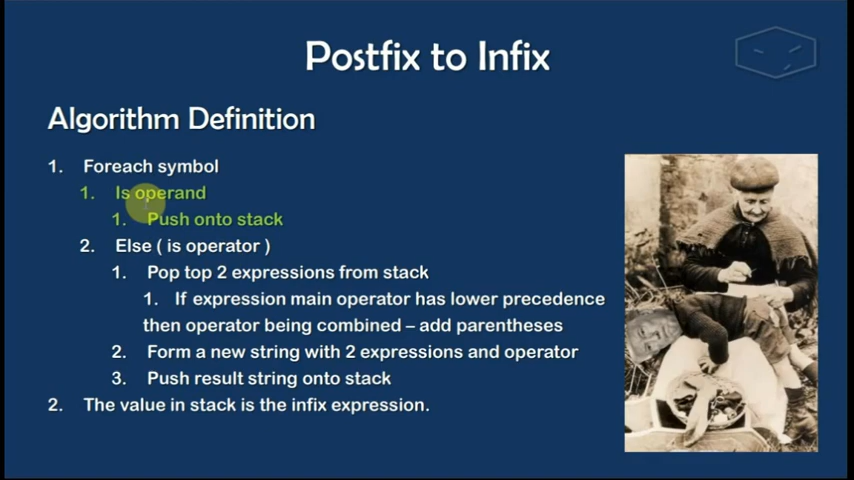 Postfix to Infix
Algorithm Definition
1. Foreach symbol
1. Is operand
1. Push onto stack
2. Else ( is operator )
1. Pop top 2 expressions from stack
1. If expression main operator has lower precedence
then operator being combined – add parentheses
2. Form a new string with 2 expressions and operator
3. Push result string onto stack
2. The value in stack is the infix expression.